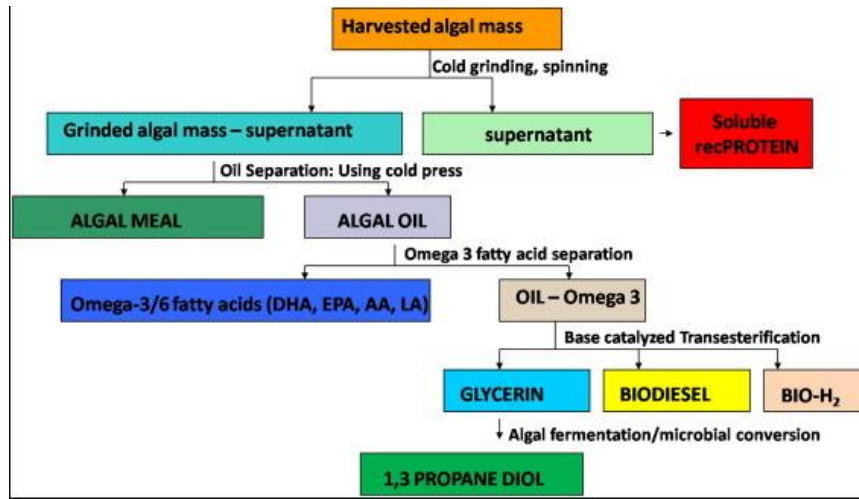 Harvested algal mass
Cold grinding, spinning
Grinded algal mass – supernatant
supernatant
Soluble
recPROTEIN
Oil Separation: Using cold press
ALGAL MEAL
ALGAL OIL
Omega 3 fatty acid separation
Omega-3/6 fatty acids (DHA, EPA, AA, LA)
OIL – Omega 3
Base catalyzed Transesterification
GLYCERIN
BIODIESEL
BIO-H₂
Algal fermentation/microbial conversion
1,3 PROPANE DIOL